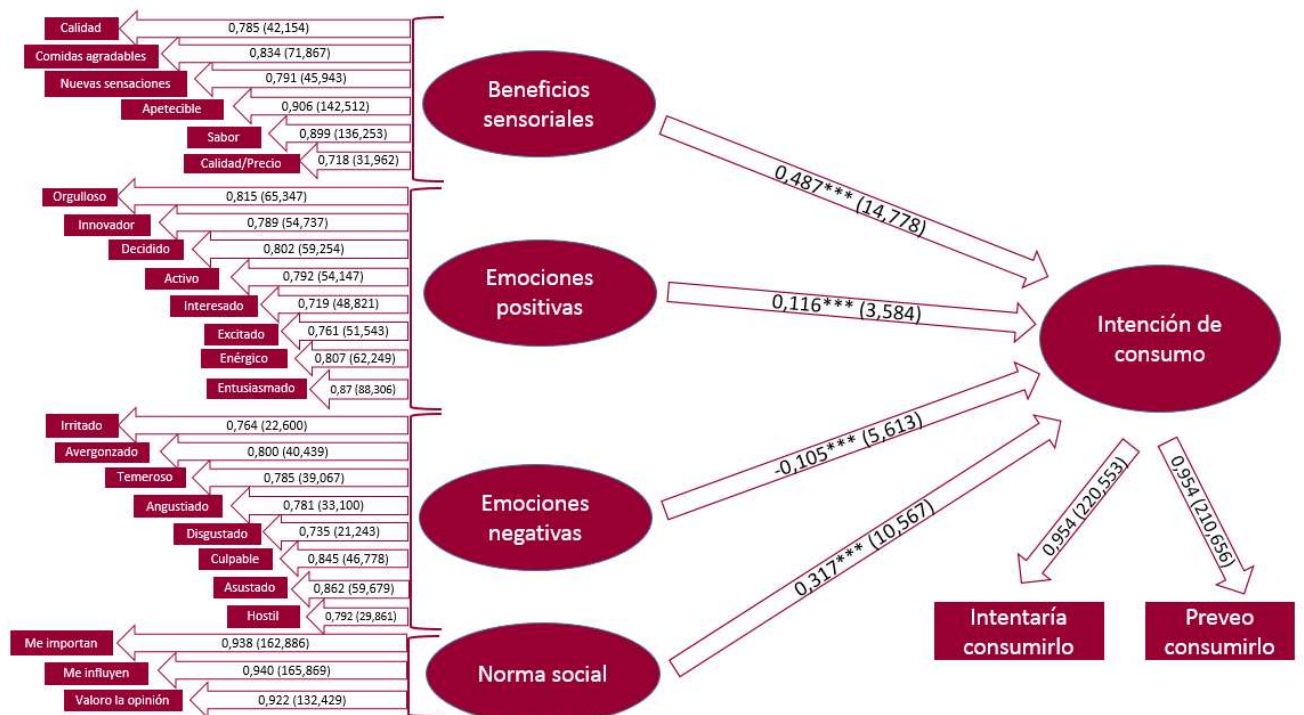 Calidad
0,785 (42,154)
Comidas agradables
0,834 (71,867)
Nuevas sensaciones
0,791 (45,943)
Apetecible
0,906 (142,512)
Sabor
0,899 (136,253)
Calidad/Precio
0,718 (31,962)
Beneficios
sensoriales
0,487*** (14,778)
Orgulloso
0,815 (65,347)
Innovador
0,789 (54,737)
Decidido
0,802 (59,254)
Activo
0,792 (54,147)
Interesado
0,719 (48,821)
Excitado
0,761 (51,543)
Enérgico
0,807 (62,249)
Entusiasmado
0,87 (88,306)
Emociones
positivas
0,116*** (3,584)
Intención de
consumo
Irritado
0,764 (22,600)
Avergonzado
0,800 (40,439)
Temeroso
0,785 (39,067)
Angustiado
0,781 (33,100)
Disgustado
0,735 (21,243)
Culpable
0,845 (46,778)
Asustado
0,862 (59,679)
Hostil
0,792 (29,861)
Emociones
negativas
-0,105*** (5,613)
Me importan
0,938 (162,886)
Me influyen
0,940 (165,869)
Valoro la opinión
0,922 (132,429)
Norma social
0,317*** (10,567)
0,954 (220,553)
0,954 (210,656)
Intentaría
consumirlo
Preveo
consumirlo